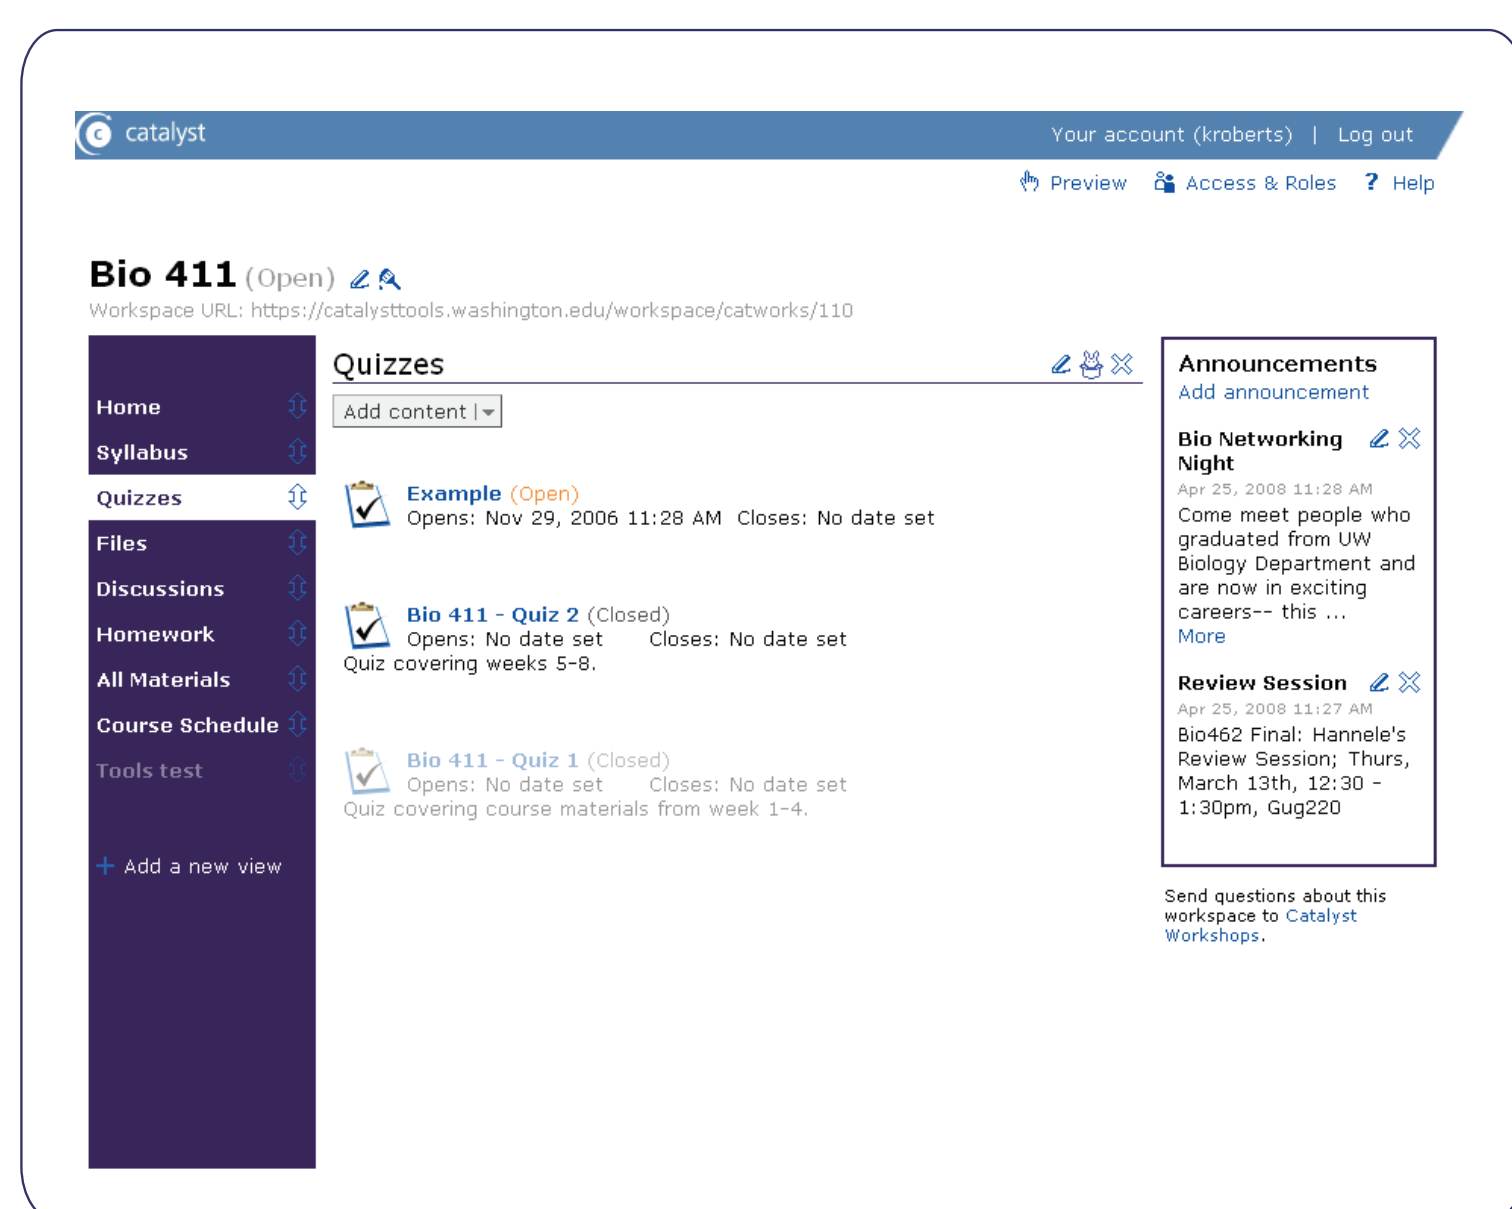 catalyst
Your account (kroberts) | Log out
Preview Access & Roles ? Help
Bio 411 (Open)
Workspace URL: https://catalysttools.washington.edu/workspace/catworks/110
Home
Syllabus
Quizzes
Files
Discussions
Homework
All Materials
Course Schedule
Tools test
+ Add a new view
Quizzes
Add content
Example (Open)
Opens: Nov 29, 2006 11:28 AM Closes: No date set
Bio 411 - Quiz 2 (Closed)
Opens: No date set Closes: No date set
Quiz covering weeks 5-8.
Bio 411 - Quiz 1 (Closed)
Opens: No date set Closes: No date set
Quiz covering course materials from week 1-4.
Announcements
Add announcement
Bio Networking
Night
Apr 25, 2008 11:28 AM
Come meet people who
graduated from UW
Biology Department and
are now in exciting
careers-- this ...
More
Review Session
Apr 25, 2008 11:27 AM
Bio462 Final: Hannele's
Review Session; Thurs,
March 13th, 12:30 -
1:30pm, Gug220
Send questions about this
workspace to Catalyst
Workshops.